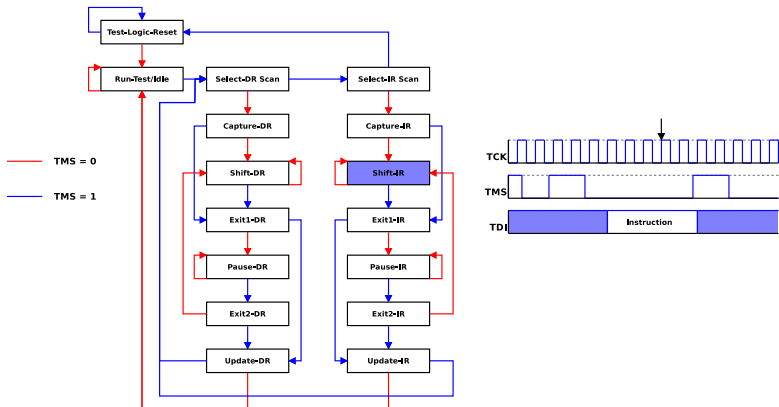 Test-Logic-Reset
Run-Test/Idle
Select-DR Scan
Select-IR Scan
Capture-DR
Capture-IR
TMS = 0
Shift-DR
Shift-IR
TMS = 1
Exit1-DR
Exit1-IR
Pause-DR
Pause-IR
Exit2-DR
Exit2-IR
Update-DR
Update-IR
TCK
TMS
TDI
Instruction